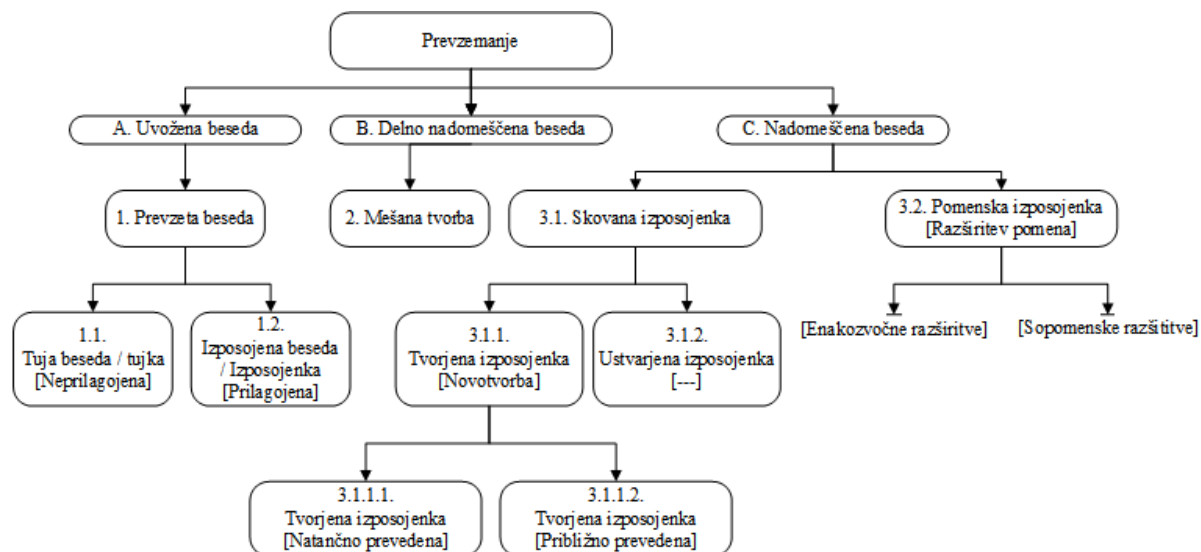 Prevzemanje
A. Uvožena beseda
B. Delno nadomeščena beseda
C. Nadomeščena beseda
1. Prevzeta beseda
2. Mešana tvorba
3.1. Skovana izposojenka
3.2. Pomenska izposojenka
[Razširitev pomena]
1.1.
Tuja beseda / tujka
[Neprilagojena]
1.2.
Izposojena beseda
/ Izposojenka
[Prilagojena]
3.1.1.
Tvorjena izposojenka
[Novotvorba]
3.1.2.
Ustvarjena izposojenka
[---]
[Enakozvočne razširitve]
[Sopomenske razšititve]
3.1.1.1.
Tvorjena izposojenka
[Natančno prevedena]
3.1.1.2.
Tvorjena izposojenka
[Približno prevedena]